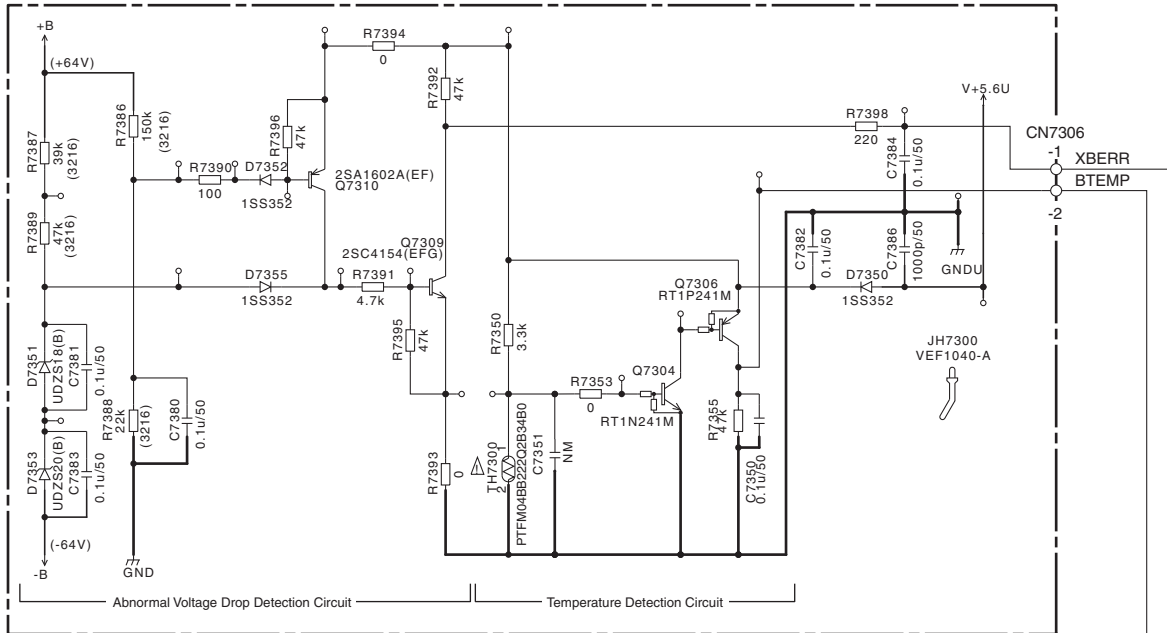 +B
(+64V)
R7394
0
R7392
47k
R7386
150k
(3216)
R7387
39k
(3216)
R7396
47k
R7390
100
D7352
1SS352
2SA1602A(EF)
Q7310
R7389
47k
(3216)
Q7309
2SC4154(EFG)
D7355
1SS352
R7391
4.7k
R7395
47k
R7350
3.3k
Q7306
RT1P241M
R7398
220
C7384
0.1u/50
V+5.6U
CN7306
-1
XBERR
BTEMP
-2
C7382
0.1u/50
C7386
1000p/50
GNDU
D7350
1SS352
JH7300
VEF1040-A
D7351
UDZS18(B)
C7381
0.1u/50
R7388
22k
(3216)
C7380
0.1u/50
D7353
UDZS20(B)
C7383
0.1u/50
R7393
0
TH7300
1
2
PTFM04BB222Q2B34B0
C7351
NM
R7353
0
Q7304
RT1N241M
R7355
47k
C7350
0.1u/50
(-64V)
-B
GND
Abnormal Voltage Drop Detection Circuit
Temperature Detection Circuit